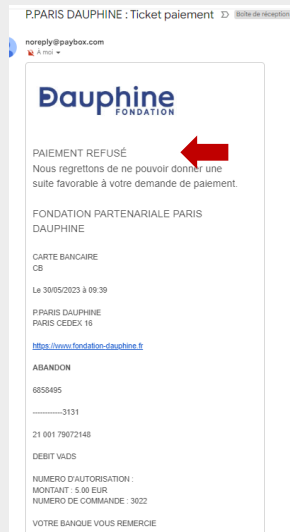 P.PARIS DAUPHINE : Ticket paiement
Boîte de réception
noreply@paybox.com
À moi
Dauphine
FONDATION
PAIEMENT REFUSÉ
Nous regrettons de ne pouvoir donner une
suite favorable à votre demande de paiement.
FONDATION PARTENARIALE PARIS
DAUPHINE
CARTE BANCAIRE
CB
Le 30/05/2023 à 09:39
P.PARIS DAUPHINE
PARIS CEDEX 16
https://www.fondation-dauphine.fr
ABANDON
6858495
------------3131
21 001 79072148
DEBIT VADS
NUMERO D'AUTORISATION :
MONTANT : 5.00 EUR
NUMERO DE COMMANDE : 3022
VOTRE BANQUE VOUS REMERCIE